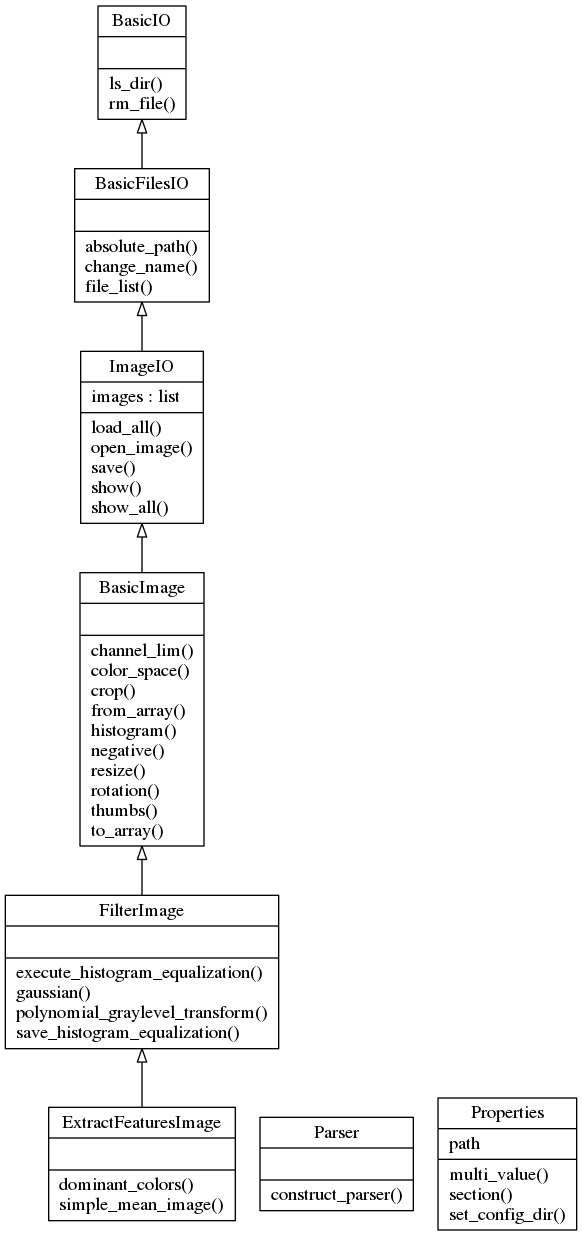 BasicIO
ls_dir()
rm_file()
BasicFilesIO
absolute_path()
change_name()
file_list()
ImageIO
images : list
load_all()
open_image()
save()
show()
show_all()
BasicImage
channel_lim()
color_space()
crop()
from_array()
histogram()
negative()
resize()
rotation()
thumbs()
to_array()
FilterImage
execute_histogram_equalization()
gaussian()
polynomial_graylevel_transform()
save_histogram_equalization()
ExtractFeaturesImage
dominant_colors()
simple_mean_image()
Parser
construct_parser()
Properties
path
multi_value()
section()
set_config_dir()